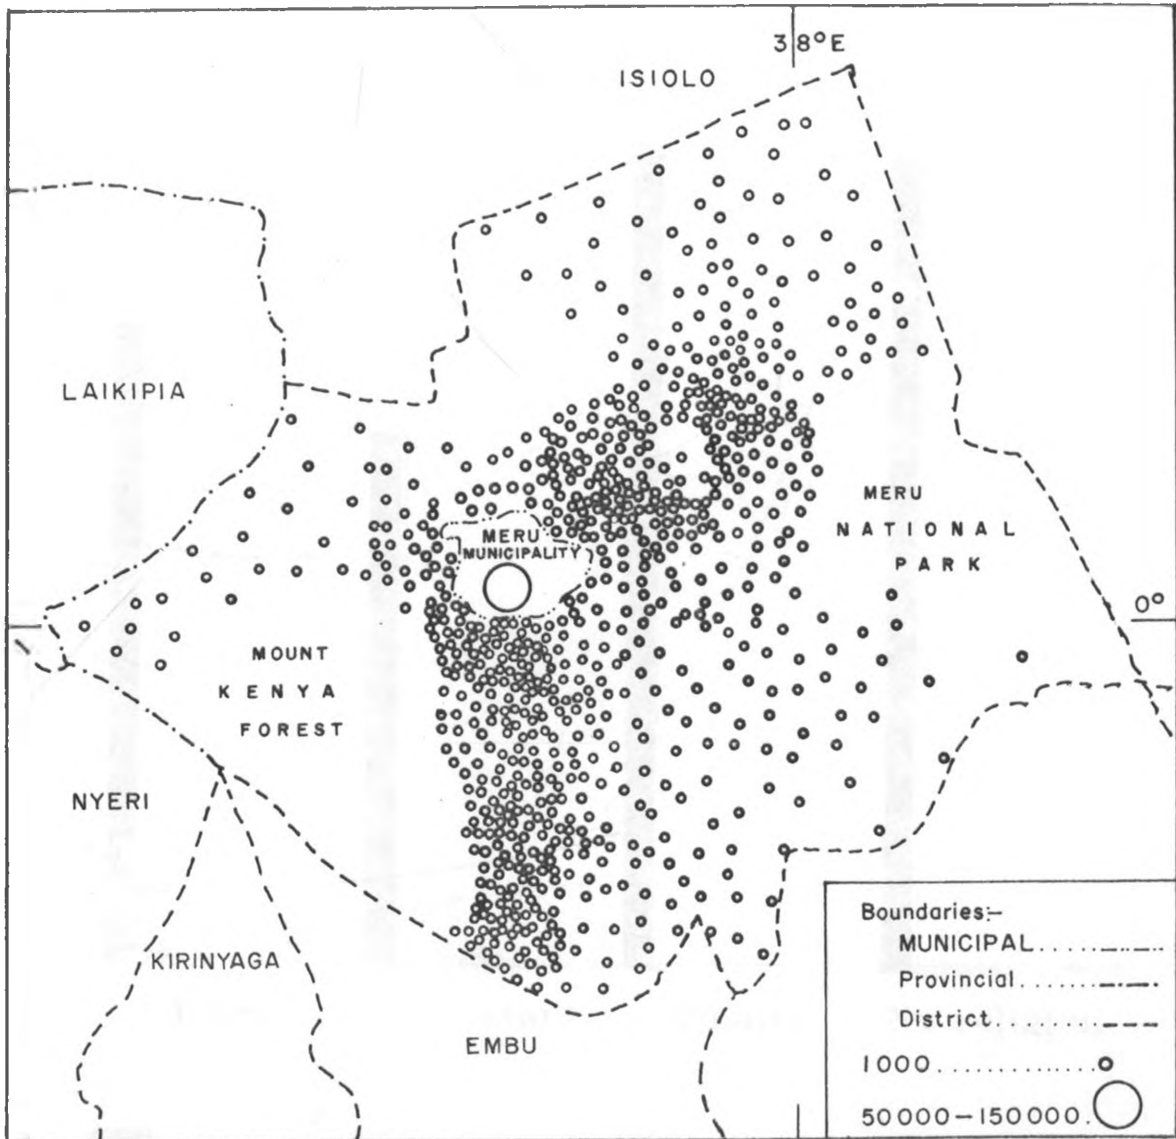 38°E
ISIOLO
LAIKIPIA
MERU
NATIONAL
PARK
MERU
MUNICIPALITY
0°
MOUNT
KENYA
FOREST
NYERI
KIRINYAGA
EMBU
Boundaries:-
MUNICIPAL
Provincial
District
1000
50000-150000